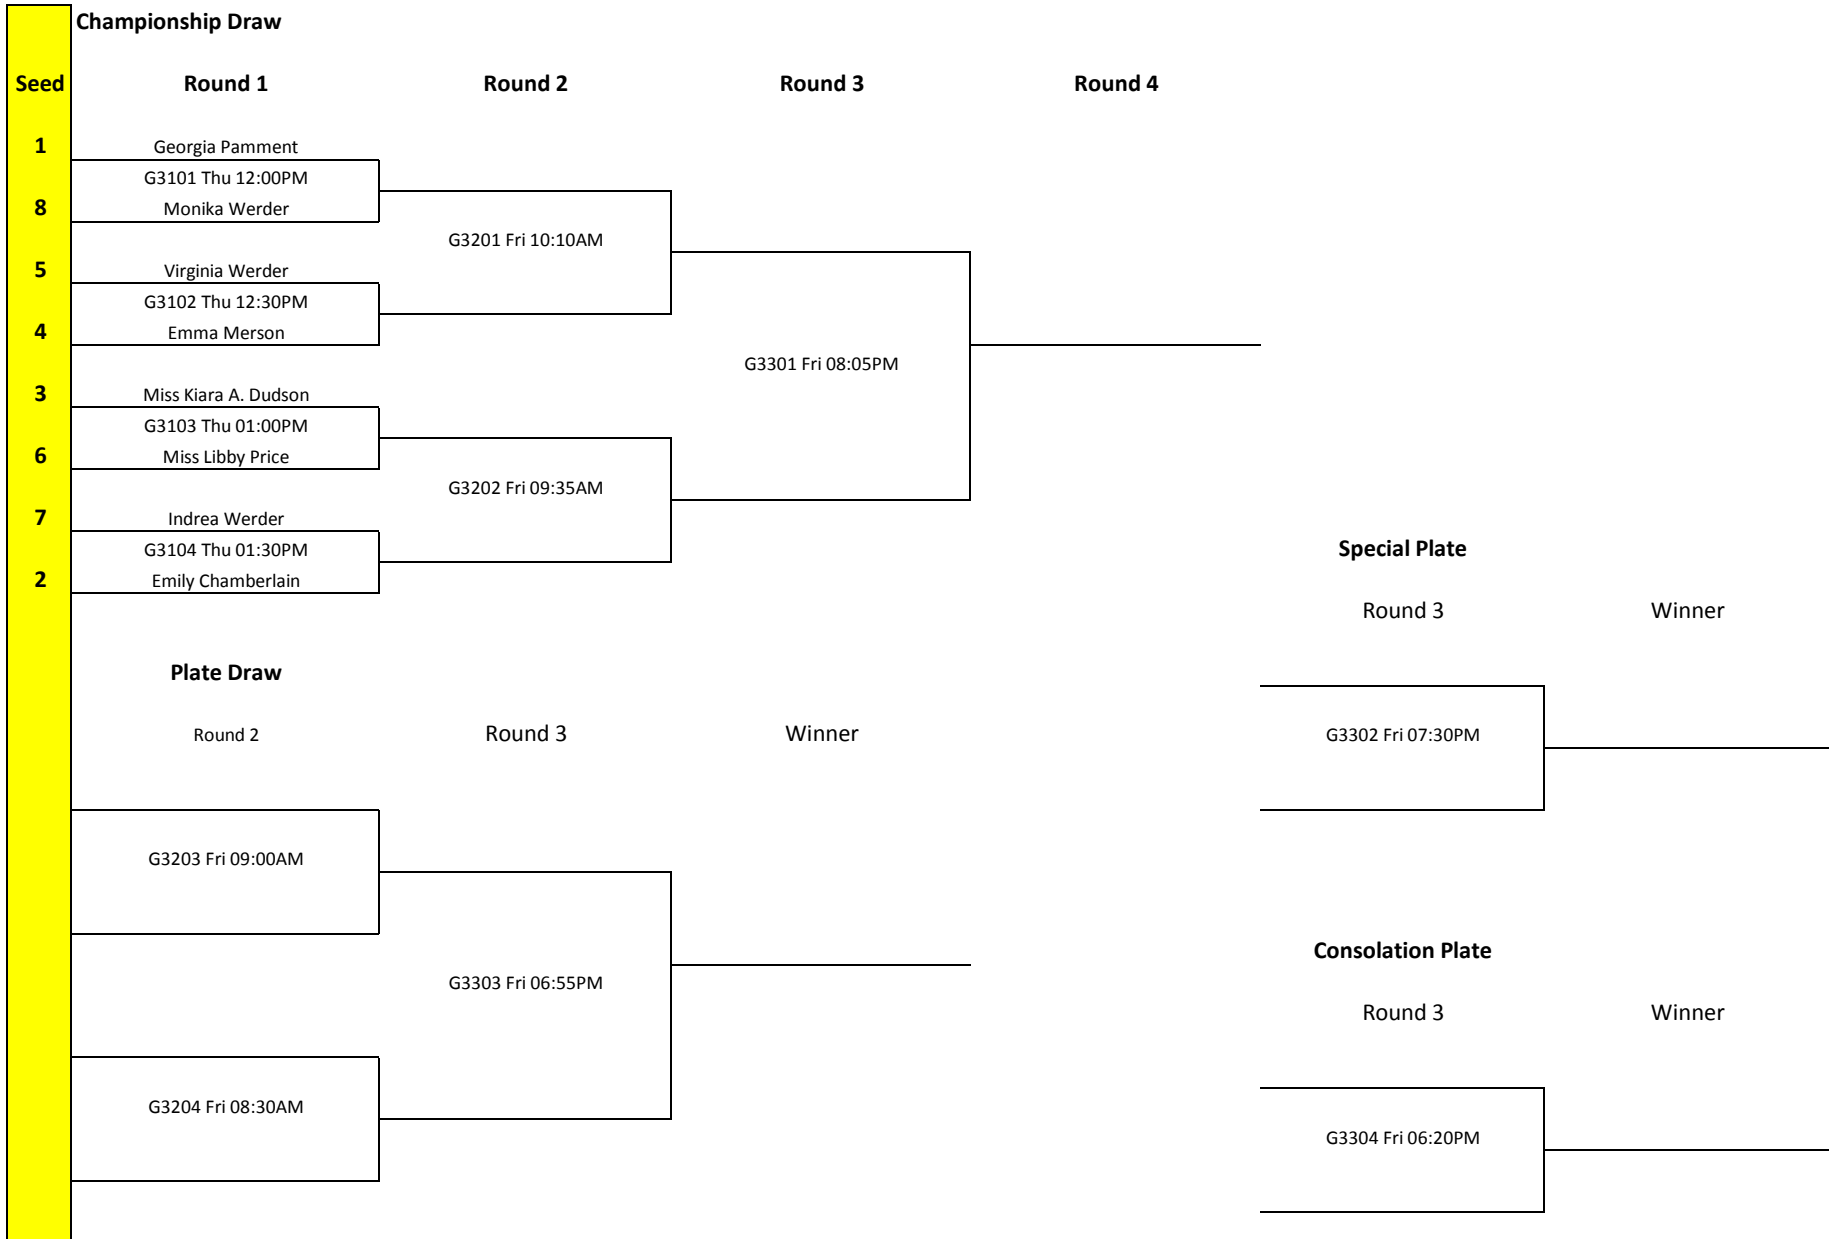 Championship Draw
Seed Round 1 Round 2 Round 3 Round 4
1 Georgia Pamment
G3101 Thu 12:00PM
8 Monika Werder
G3201 Fri 10:10AM
5 Virginia Werder
G3102 Thu 12:30PM
4 Emma Merson
G3301 Fri 08:05PM
3 Miss Kiara A. Dudson
G3103 Thu 01:00PM
6 Miss Libby Price
G3202 Fri 09:35AM
7 Indrea Werder
G3104 Thu 01:30PM
2 Emily Chamberlain
Special Plate
Round 3 Winner
G3302 Fri 07:30PM
Plate Draw
Round 2 Round 3 Winner
G3203 Fri 09:00AM
G3303 Fri 06:55PM
G3204 Fri 08:30AM
Consolation Plate
Round 3 Winner
G3304 Fri 06:20PM